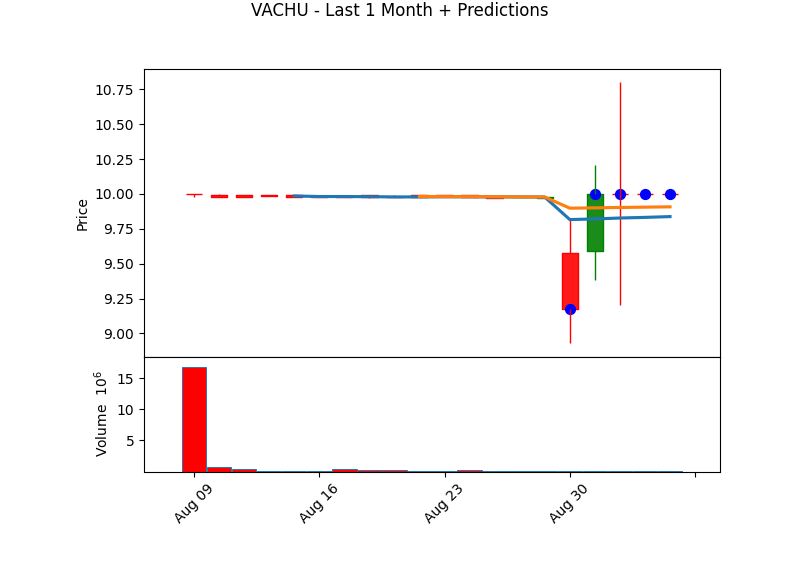 VACHU - Last 1 Month + Predictions
Price
10.75
10.50
10.25
10.00
9.75
9.50
9.25
9.00
Volume 10^6
15
10
5
Aug 09
Aug 16
Aug 23
Aug 30